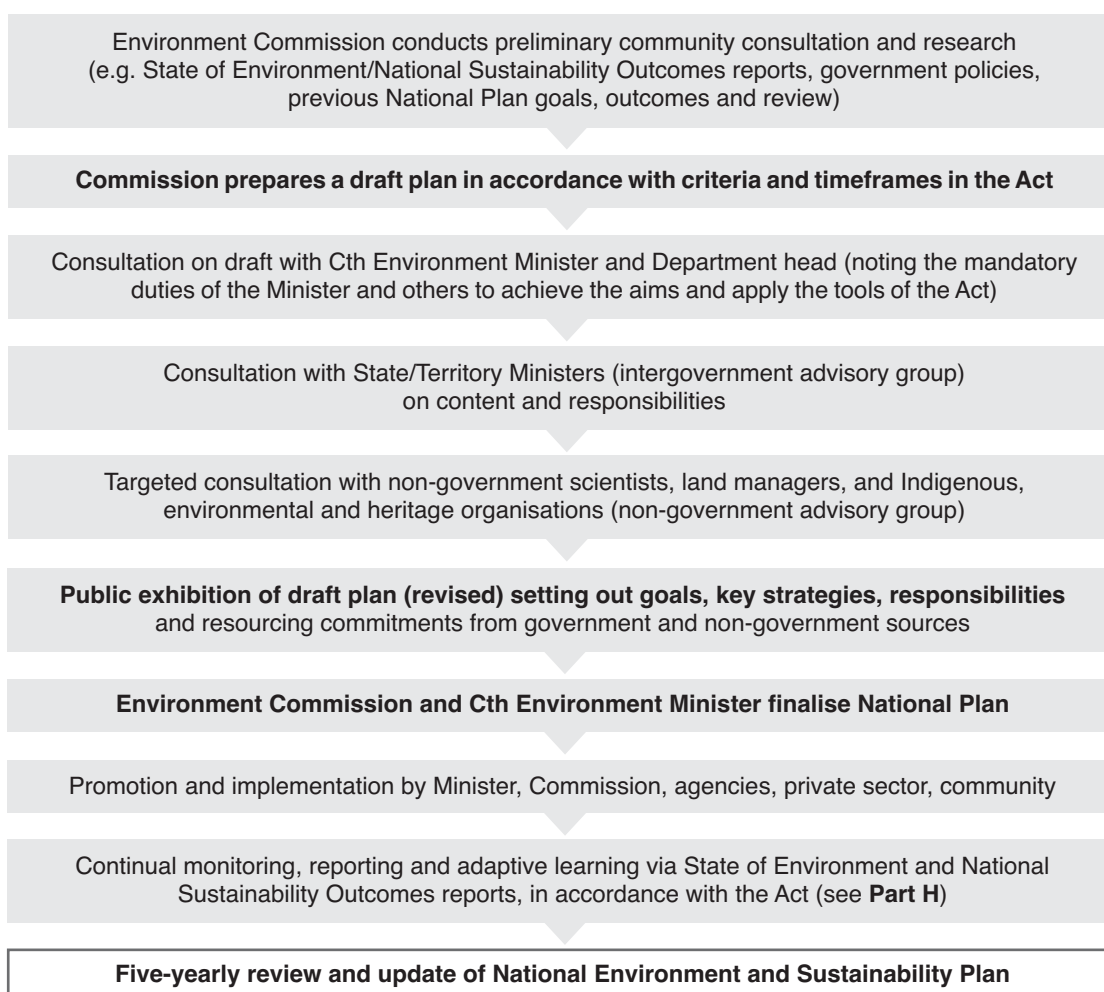 Environment Commission conducts preliminary community consultation and research
(e.g. State of Environment/National Sustainability Outcomes reports, government policies,
previous National Plan goals, outcomes and review)
Commission prepares a draft plan in accordance with criteria and timeframes in the Act
Consultation on draft with Cth Environment Minister and Department head (noting the mandatory
duties of the Minister and others to achieve the aims and apply the tools of the Act)
Consultation with State/Territory Ministers (intergovernment advisory group)
on content and responsibilities
Targeted consultation with non-government scientists, land managers, and Indigenous,
environmental and heritage organisations (non-government advisory group)
Public exhibition of draft plan (revised) setting out goals, key strategies, responsibilities
and resourcing commitments from government and non-government sources
Environment Commission and Cth Environment Minister finalise National Plan
Promotion and implementation by Minister, Commission, agencies, private sector, community
Continual monitoring, reporting and adaptive learning via State of Environment and National
Sustainability Outcomes reports, in accordance with the Act (see Part H)
Five-yearly review and update of National Environment and Sustainability Plan